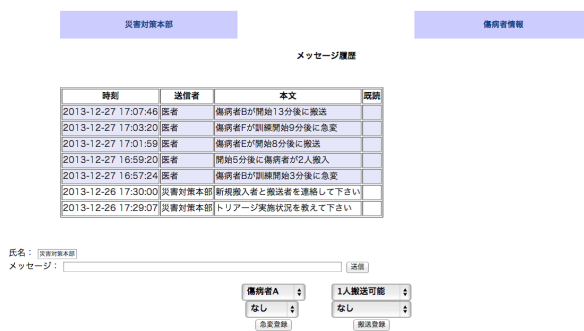 災害対策本部 傷病者情報
メッセージ履歴
時刻 送信者 本文 既読
2013-12-27 17:07:46 医者 傷病者Bが開始13分後に搬送
2013-12-27 17:03:20 医者 傷病者Fが訓練開始9分後に急変
2013-12-27 17:01:59 医者 傷病者Eが開始8分後に搬送
2013-12-27 16:59:20 医者 開始5分後に傷病者が2人搬入
2013-12-27 16:57:24 医者 傷病者Bが訓練開始3分後に急変
2013-12-26 17:30:00 災害対策本部 新規搬入者と搬送者を連絡して下さい
2013-12-26 17:29:07 災害対策本部 トリアージ実施状況を教えて下さい
氏名： 災害対策本部
メッセージ： 送信
傷病者A 1人搬送可能
なし なし
急変登録 搬送登録